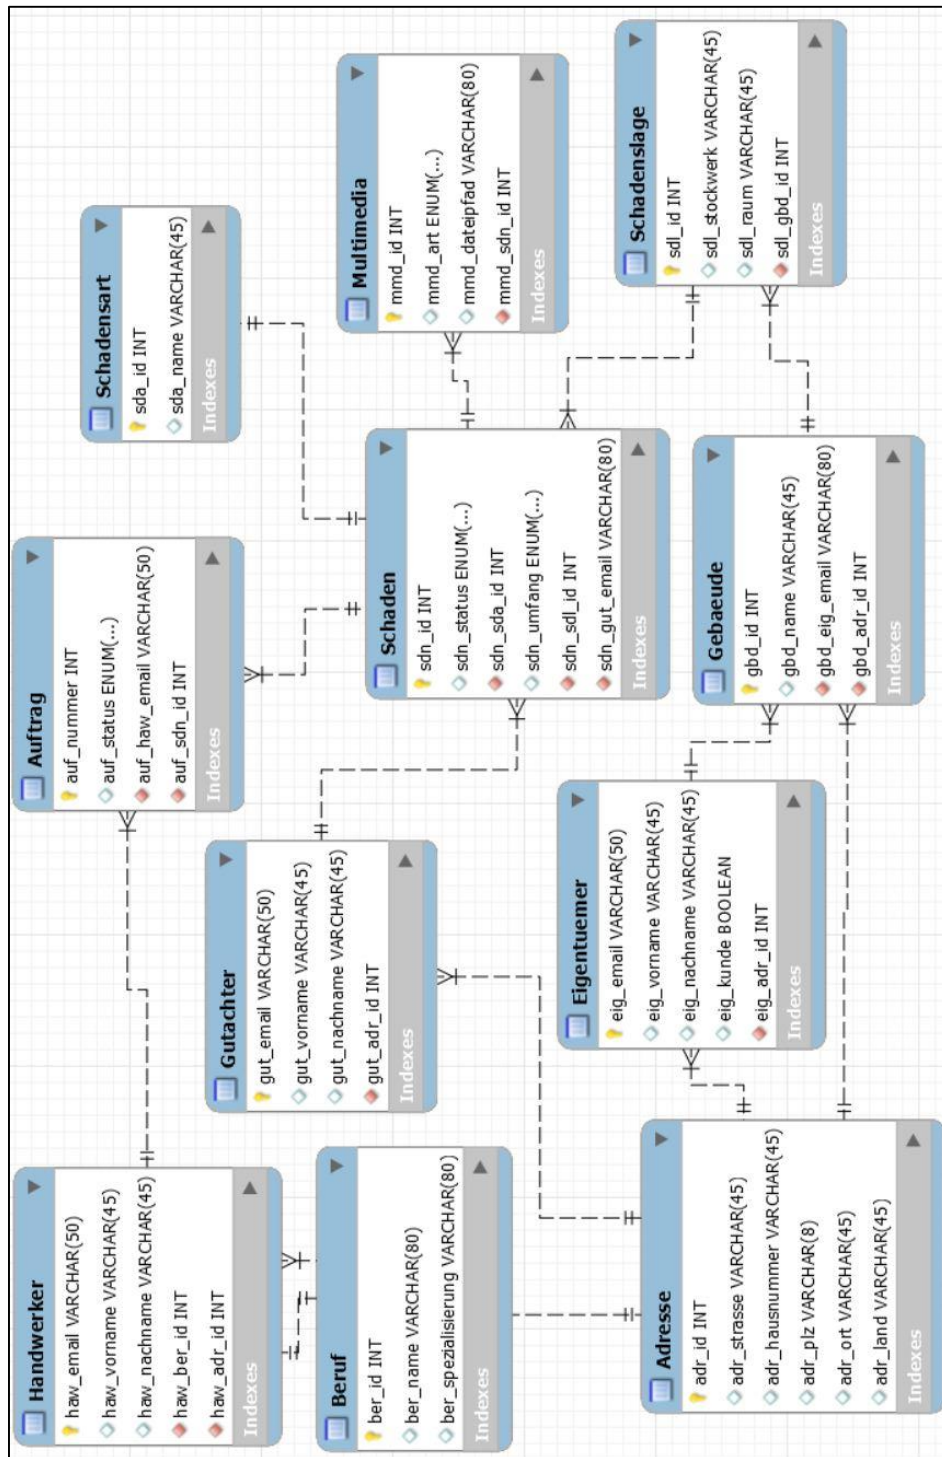 Handwerker
haw_email VARCHAR(50)
haw_vorname VARCHAR(45)
haw_nachname VARCHAR(45)
haw_ber_id INT
haw_adr_id INT
Indexes
Auftrag
auf_nummer INT
auf_status ENUM(...)
auf_haw_email VARCHAR(50)
auf_sdn_id INT
Indexes
Schadensart
sda_id INT
sda_name VARCHAR(45)
Indexes
Beruf
ber_id INT
ber_name VARCHAR(80)
ber_spezialisierung VARCHAR(80)
Indexes
Gutachter
gut_email VARCHAR(50)
gut_vorname VARCHAR(45)
gut_nachname VARCHAR(45)
gut_adr_id INT
Indexes
Schaden
sdn_id INT
sdn_status ENUM(...)
sdn_sda_id INT
sdn_umfang ENUM(...)
sdn_sdl_id INT
sdn_gut_email VARCHAR(80)
Indexes
Multimedia
mmd_id INT
mmd_art ENUM(...)
mmd_dateipfad VARCHAR(80)
mmd_sdn_id INT
Indexes
Adresse
adr_id INT
adr_strasse VARCHAR(45)
adr_hausnummer VARCHAR(45)
adr_plz VARCHAR(8)
adr_ort VARCHAR(45)
adr_land VARCHAR(45)
Indexes
Eigentuemer
eig_email VARCHAR(50)
eig_vorname VARCHAR(45)
eig_nachname VARCHAR(45)
eig_kunde BOOLEAN
eig_adr_id INT
Indexes
Gebaeude
gbd_id INT
gbd_name VARCHAR(45)
gbd_eig_email VARCHAR(80)
gbd_adr_id INT
Indexes
Schadenslage
sdl_id INT
sdl_stockwerk VARCHAR(45)
sdl_raum VARCHAR(45)
sdl_gbd_id INT
Indexes